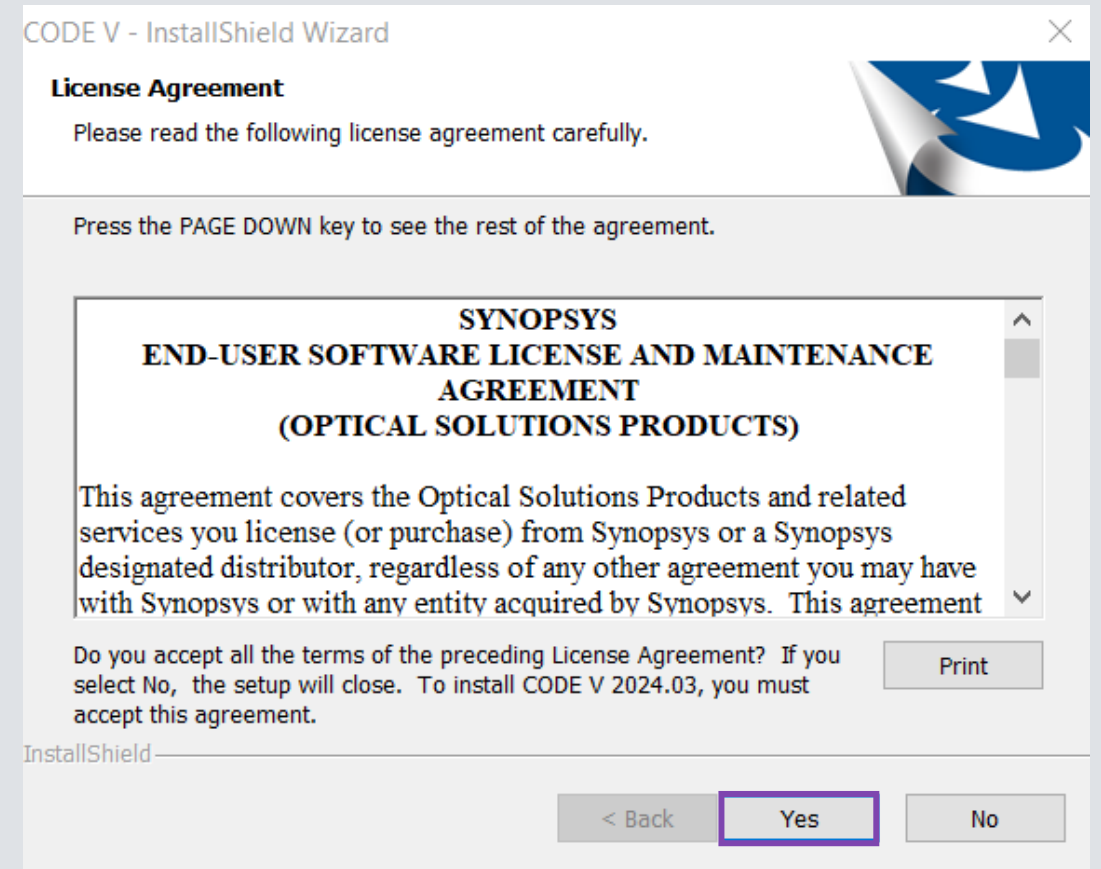 CODE V - InstallShield Wizard
License Agreement
Please read the following license agreement carefully.
Press the PAGE DOWN key to see the rest of the agreement.
SYNOPSYS
END-USER SOFTWARE LICENSE AND MAINTENANCE
AGREEMENT
(OPTICAL SOLUTIONS PRODUCTS)
This agreement covers the Optical Solutions Products and related
services you license (or purchase) from Synopsys or a Synopsys
designated distributor, regardless of any other agreement you may have
with Synopsys or with any entity acquired by Synopsys.  This agreement
Do you accept all the terms of the preceding License Agreement?  If you
select No,  the setup will close.  To install CODE V 2024.03, you must
accept this agreement.
Print
InstallShield
< Back
Yes
No